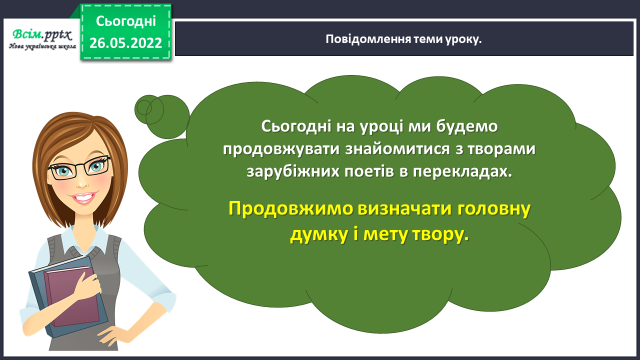 Всім.pptx
Нова українська школа
Сьогодні
26.05.2022
Повідомлення теми уроку.
Сьогодні на уроці ми будемо
продовжувати знайомитися з творами
зарубіжних поетів в перекладах.
Продовжимо визначати головну
думку і мету твору.